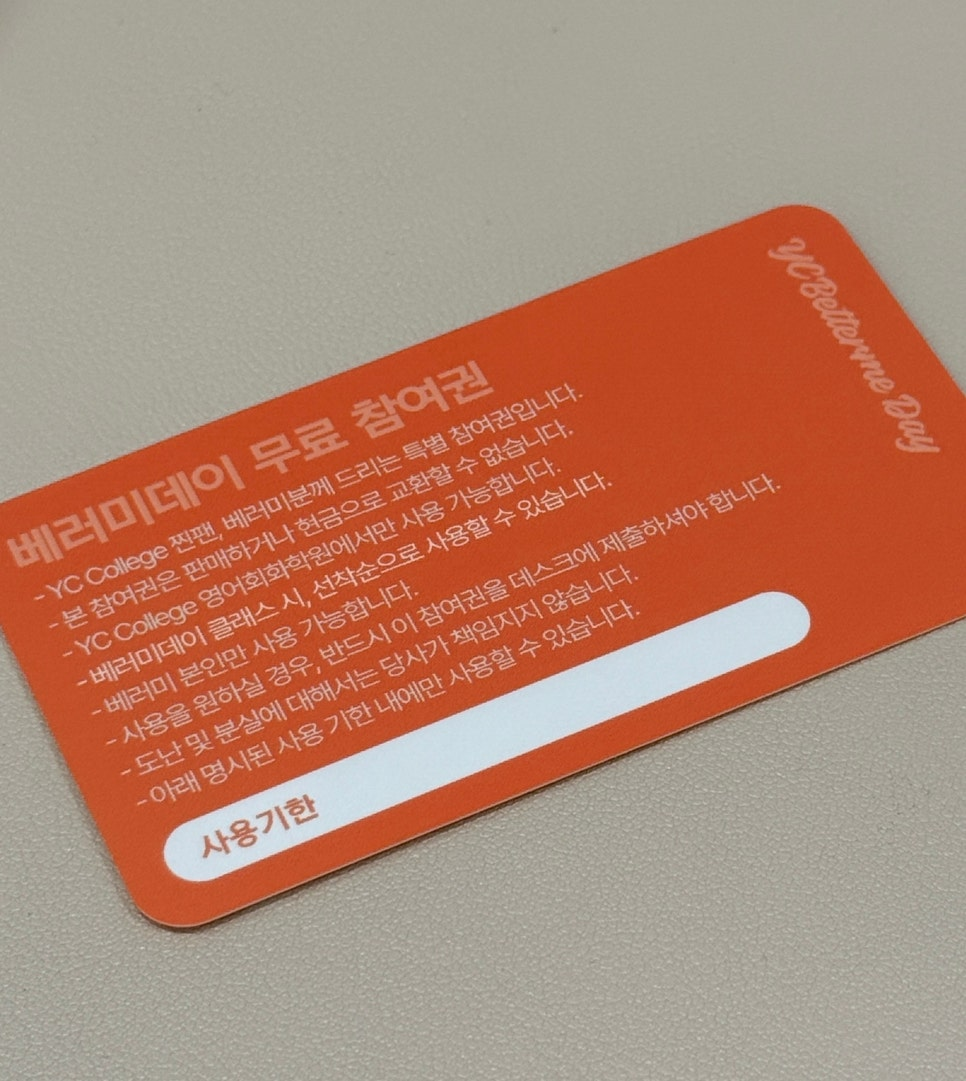 베러미데이 무료 참여권
- YC College 찐팬, 베러미분께 드리는 특별 참여권입니다.
- 본 참여권은 판매하거나 현금으로 교환할 수 없습니다.
- YC College 영어회화학원에서만 사용 가능합니다.
- 베러미데이 클래스 시, 선착순으로 사용할 수 있습니다.
- 베러미 본인만 사용 가능합니다.
- 사용을 원하실 경우, 반드시 이 참여권을 데스크에 제출하셔야 합니다.
- 도난 및 분실에 대해서는 당사가 책임지지 않습니다.
- 아래 명시된 사용 기한 내에만 사용할 수 있습니다.
사용기한
YC Better me Day